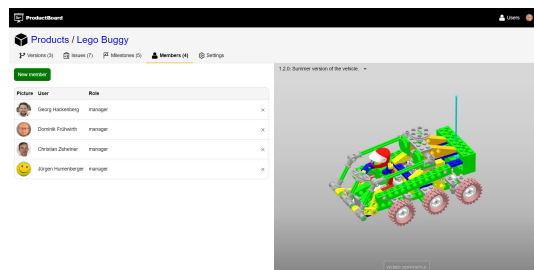 ProductBoard
Users
Products / Lego Buggy
Versions (3)
Issues (7)
Milestones (5)
Members (4)
Settings
New member
1.2.0: Summer version of the vehicle.
Picture User Role
Georg Hackenberg manager ×
Dominik Frühwirth manager ×
Christian Zehetner manager ×
Jürgen Humenberger manager ×